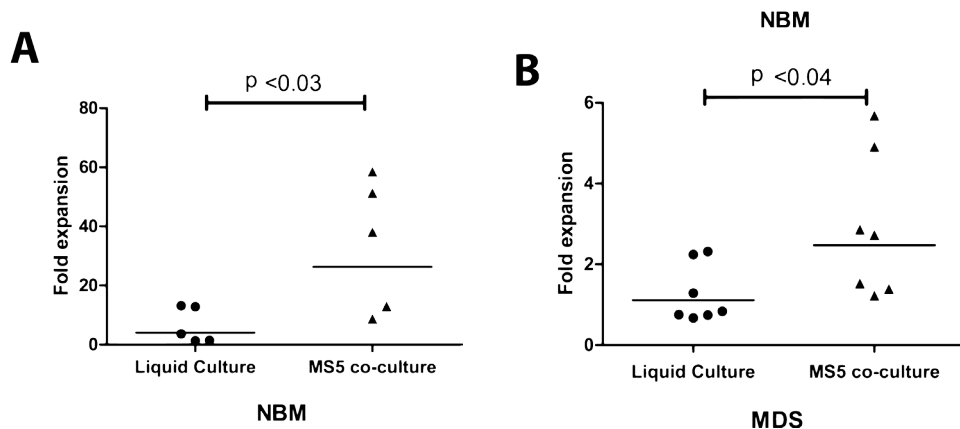 NBM
A
B
p <0.03
p <0.04
Fold expansion
80
60
40
20
0
Liquid Culture
MS5 co-culture
NBM
Fold expansion
6
4
2
0
Liquid Culture
MS5 co-culture
MDS